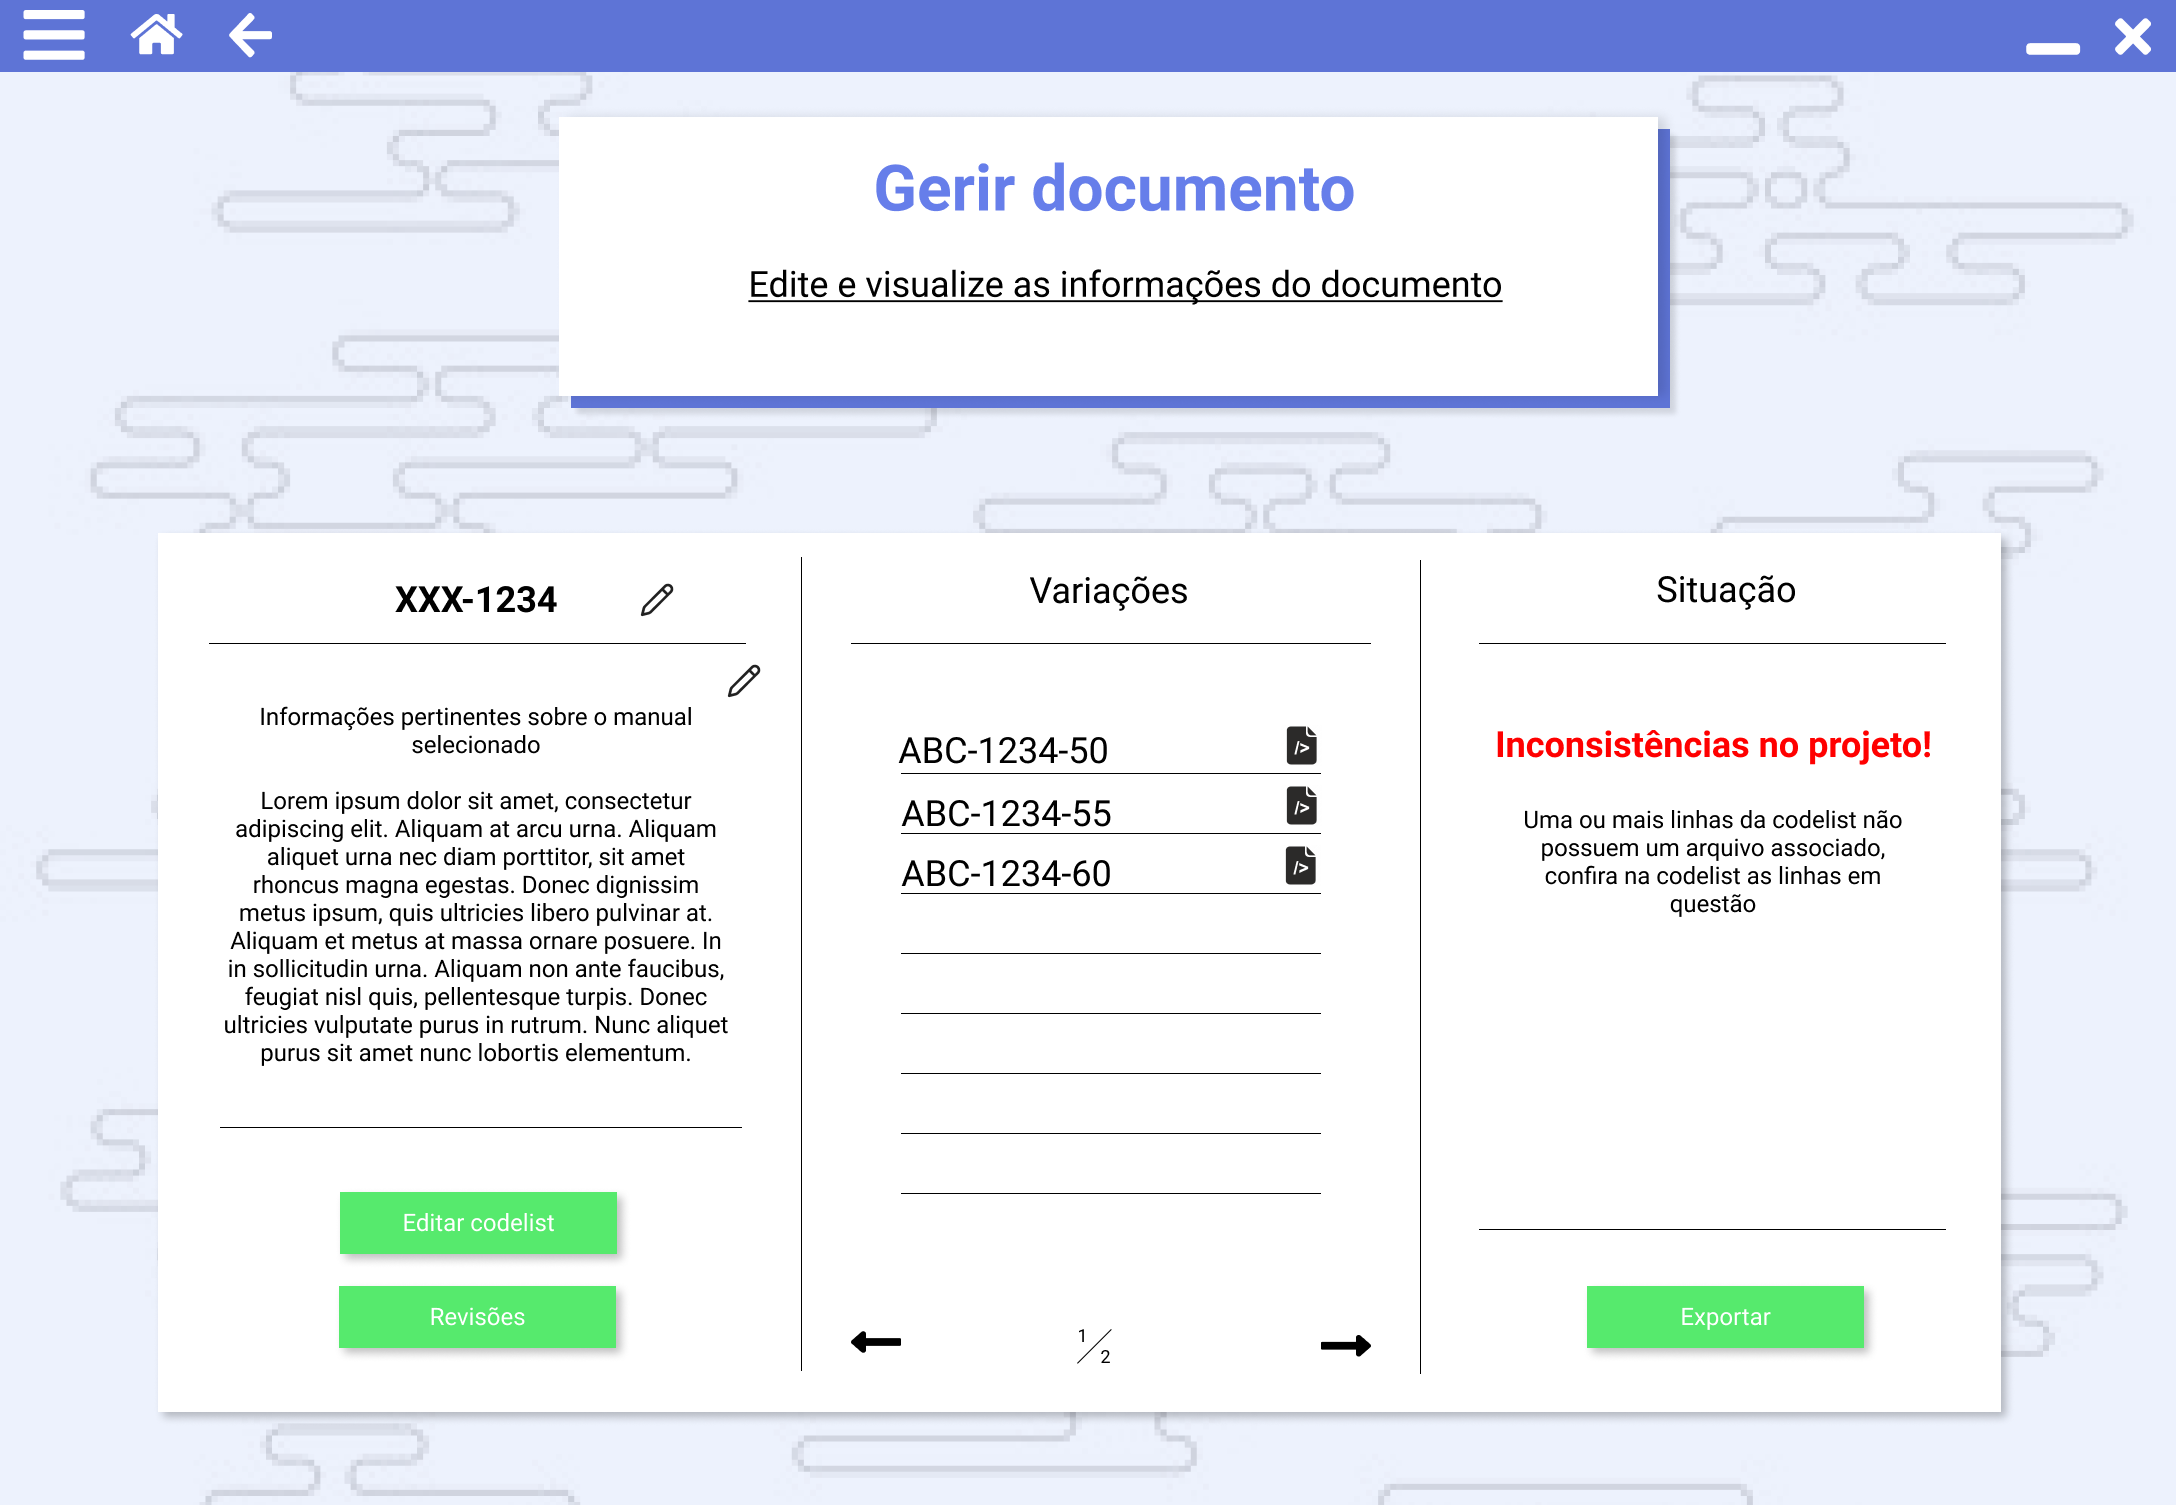 Gerir documento
Edite e visualize as informações do documento
XXX-1234
Informações pertinentes sobre o manual
selecionado
Lorem ipsum dolor sit amet, consectetur
adipiscing elit. Aliquam at arcu urna. Aliquam
aliquet urna nec diam porttitor, sit amet
rhoncus magna egestas. Donec dignissim
metus ipsum, quis ultricies libero pulvinar at.
Aliquam et metus at massa ornare posuere. In
in sollicitudin urna. Aliquam non ante faucibus,
feugiat nisl quis, pellentesque turpis. Donec
ultricies vulputate purus in rutrum. Nunc aliquet
purus sit amet nunc lobortis elementum.
Editar codelist
Revisões
Variações
ABC-1234-50
ABC-1234-55
ABC-1234-60
1/2
Situação
Inconsistências no projeto!
Uma ou mais linhas da codelist não
possuem um arquivo associado,
confira na codelist as linhas em
questão
Exportar